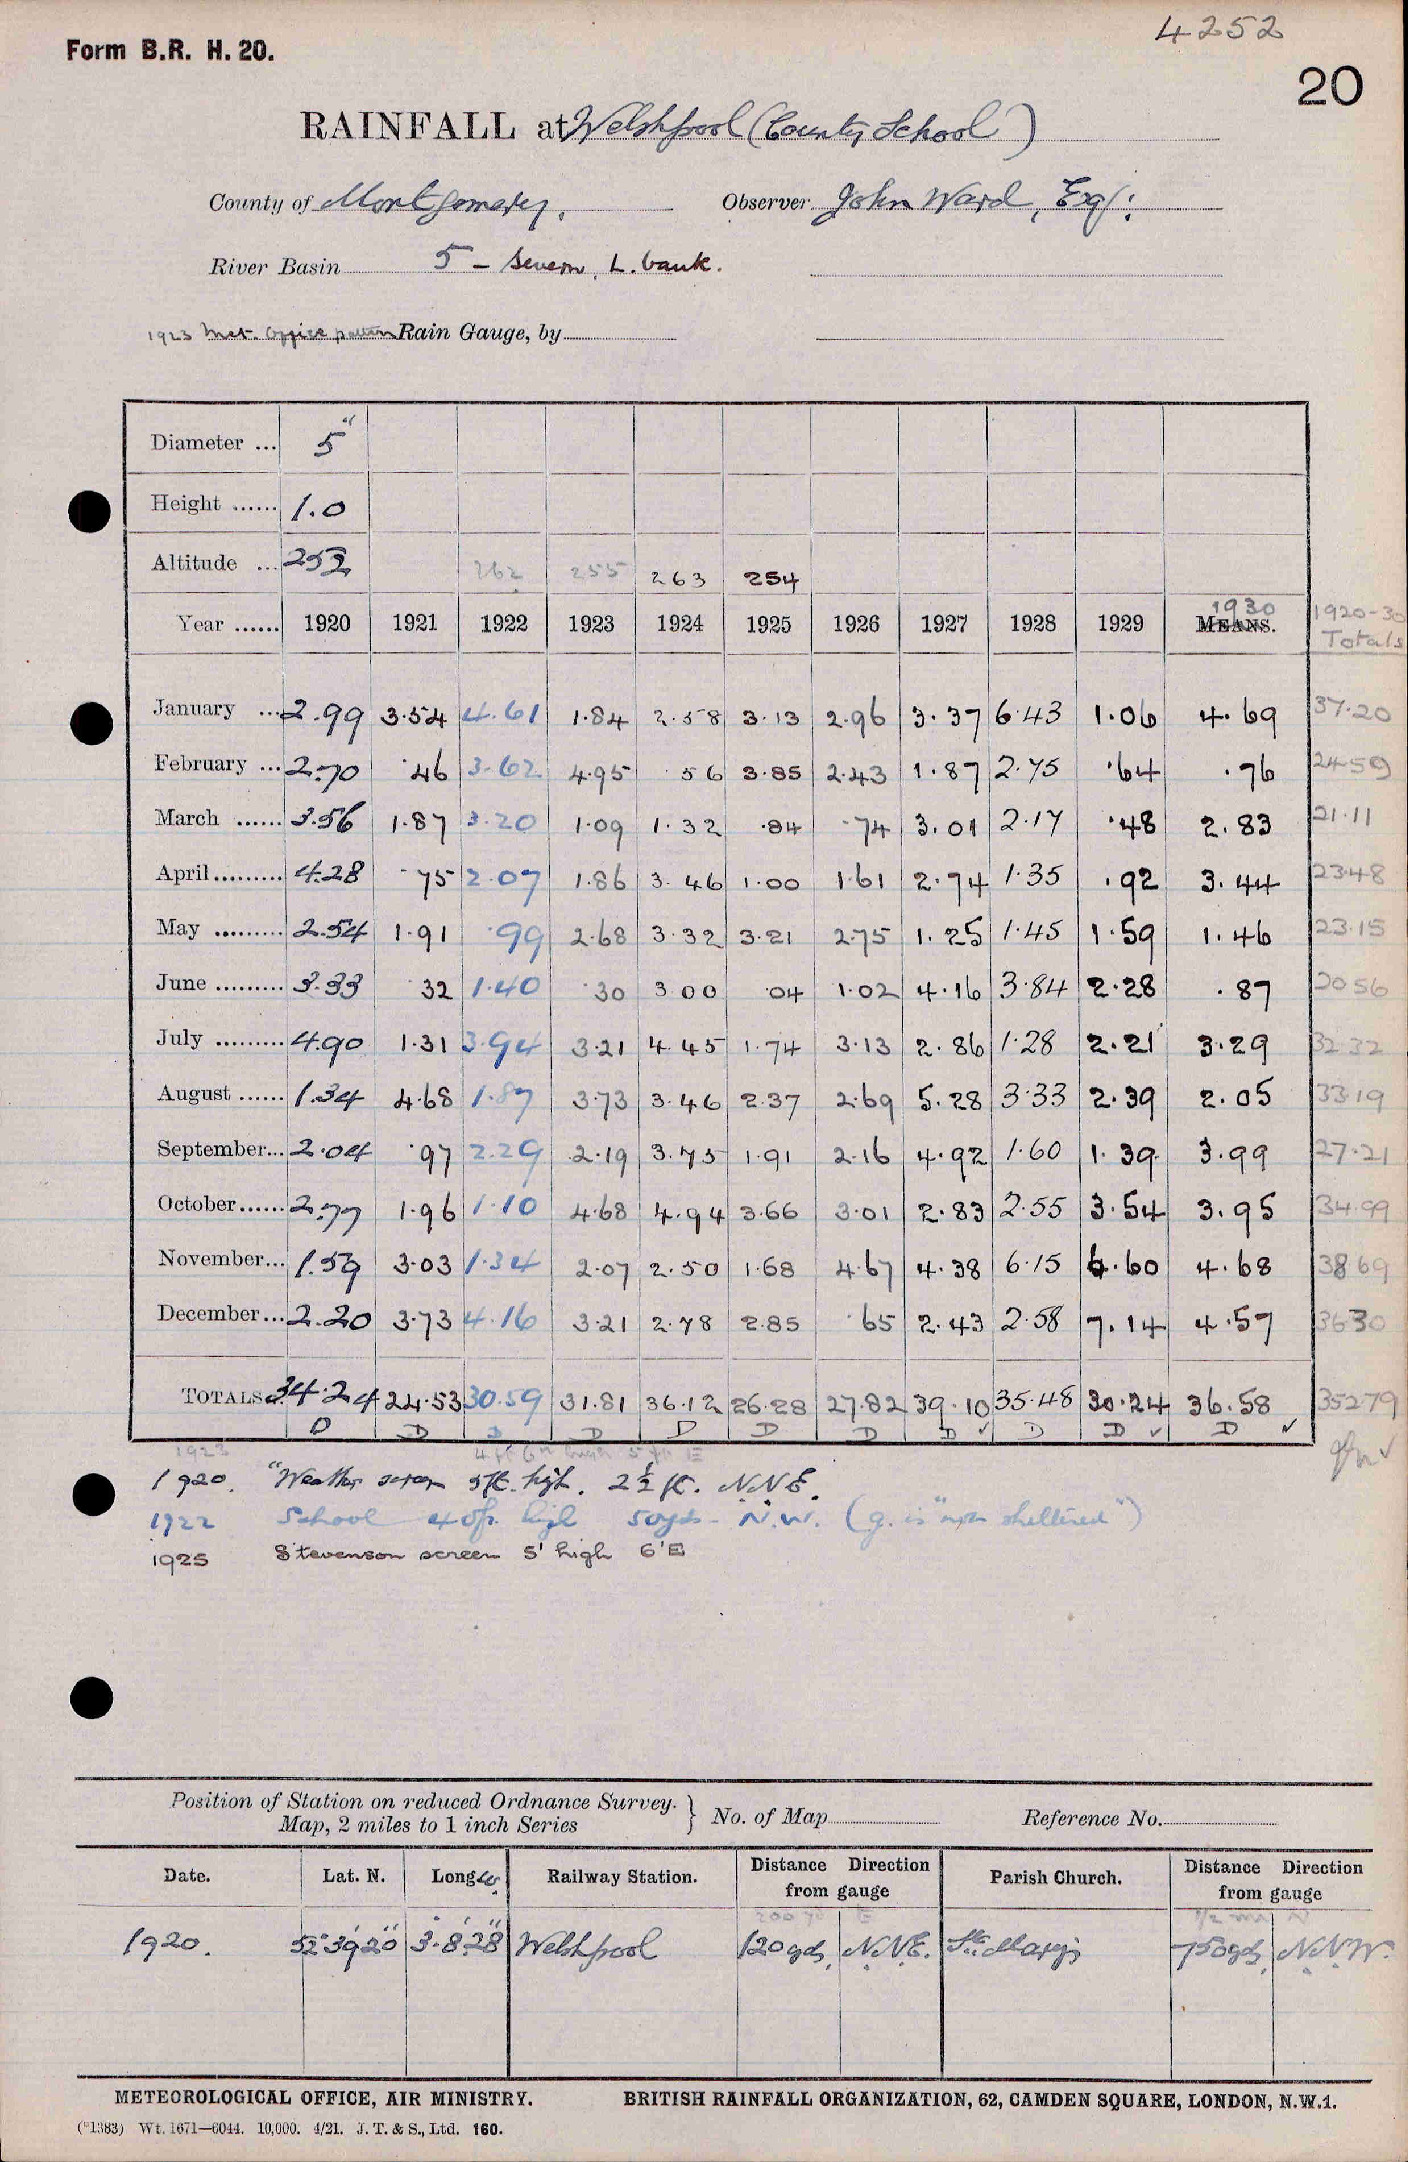 4252
Form B.R. H. 20.
20
RAINFALL at Welshpool (County School)
County of Montgomery. Observer John Ward, Esq:
River Basin 5 - Severn, L. bank.
1923 Met. Office pattern Rain Gauge, by
Diameter ... 5"
Height ...... 1.0
Altitude ... 252 262 255 263 254
Year ...... 1920 1921 1922 1923 1924 1925 1926 1927 1928 1929 MEANS. 1930 1920-30 Totals
January ... 2.99 3.54 4.61 1.84 2.58 3.13 2.96 3.37 6.43 1.06 4.69 37.20
February ... 2.70 .46 3.62 4.95 56 3.85 2.43 1.87 2.75 .64 .76 24.59
March ...... 3.56 1.87 3.20 1.09 1.32 .84 .74 3.01 2.17 .48 2.83 21.11
April ......... 4.28 .75 2.07 1.86 3.46 1.00 1.61 2.74 1.35 .92 3.44 23.48
May ......... 2.54 1.91 .99 2.68 3.32 3.21 2.75 1.25 1.45 1.59 1.46 23.15
June ......... 3.33 .32 1.40 .30 3.00 .04 1.02 4.16 3.84 2.28 .87 20.56
July ......... 4.90 1.31 3.94 3.21 4.45 1.74 3.13 2.86 1.28 2.21 3.29 32.32
August ...... 1.34 4.68 1.87 3.73 3.46 2.37 2.69 5.28 3.33 2.39 2.05 33.19
September... 2.04 .97 2.29 2.19 3.75 1.91 2.16 4.92 1.60 1.39 3.99 27.21
October...... 2.77 1.96 1.10 4.68 4.94 3.66 3.01 2.83 2.55 3.54 3.95 34.99
November... 1.59 3.03 1.34 2.07 2.50 1.68 4.67 4.38 6.15 6.60 4.68 38.69
December... 2.20 3.73 4.16 3.21 2.78 2.85 .65 2.43 2.58 7.14 4.57 36.30
TOTALS... 34.24 24.53 30.59 31.81 36.12 26.28 27.82 39.10 35.48 30.24 36.58 352.79
D D D D D D D D ✓ D D ✓ D ✓
1923 4 ft 6in high 5 ft E
1920. "Weather screen 5ft. high. 2½ ft. N.N.E.
1922 School 40ft. high 50yds N.W. (g. is " sheltered")
1925 Stevenson screen 5' high 6'E
Position of Station on reduced Ordnance Survey. Map, 2 miles to 1 inch Series } No. of Map Reference No.
Date. Lat. N. Long W. Railway Station. Distance Direction from gauge Parish Church. Distance Direction from gauge
200 yd E 1/2 mi N
1920. 52°39'20" 3°8'28" Welshpool 120yds. N.N.E. St. Mary's 750yds. N.N.W.
METEOROLOGICAL OFFICE, AIR MINISTRY. BRITISH RAINFALL ORGANIZATION, 62, CAMDEN SQUARE, LONDON, N.W.1.
(*1383) Wt. 1671—6044. 10,000. 4/21. J. T. & S., Ltd. 160.